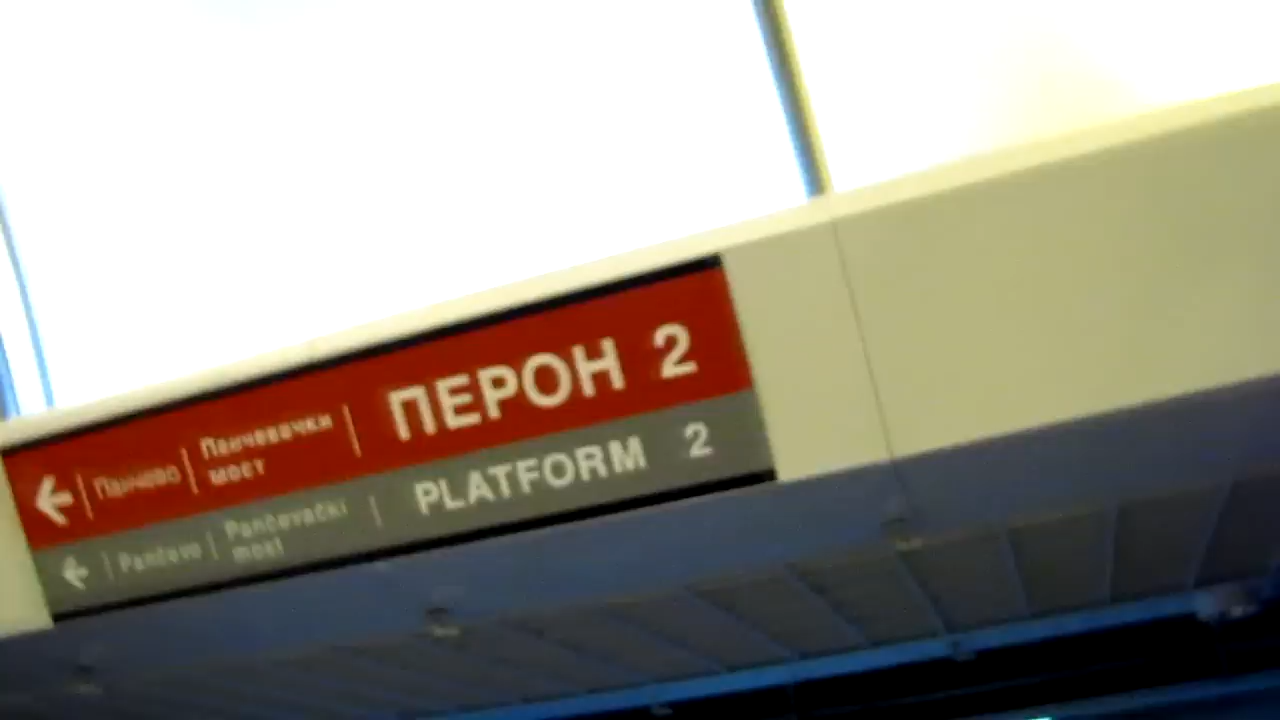 ← Панчево | Панчевачки мост | ПЕРОН 2
← Pančevo | Pančevački most | PLATFORM 2